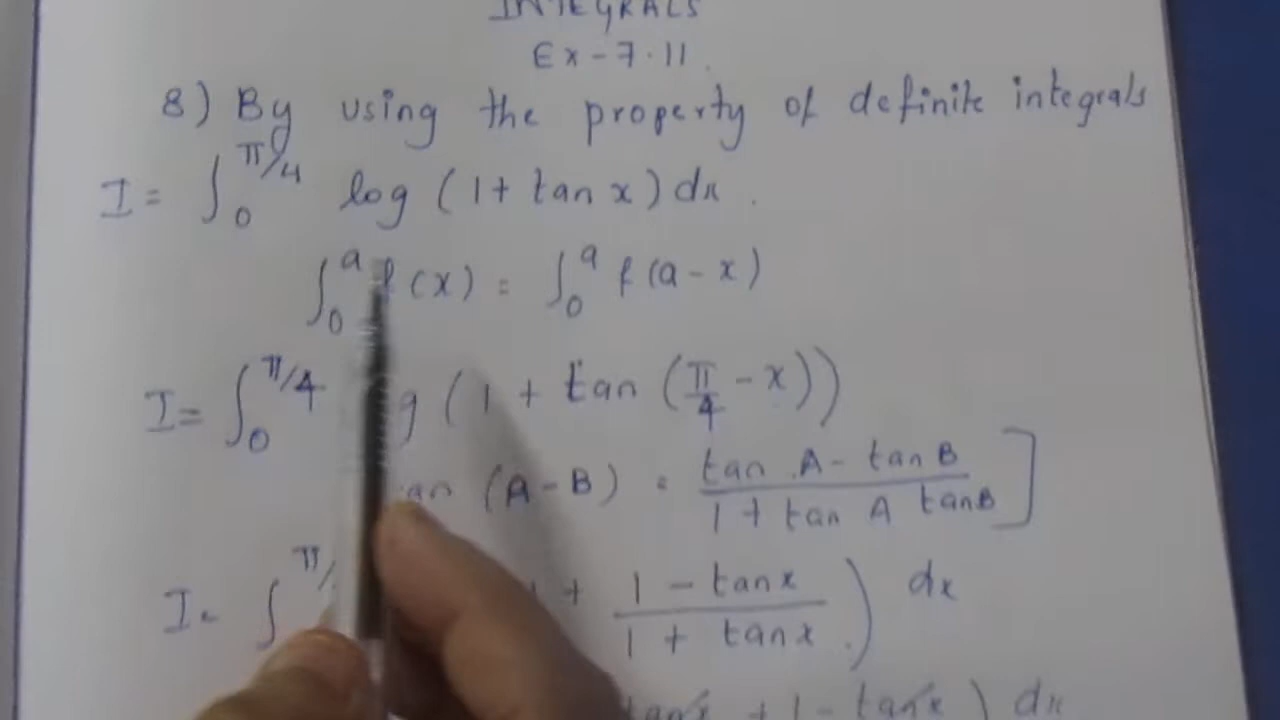 INTEGRALS
Ex-7.11.
8) By using the property of definite integrals
I = ∫₀^π/4 log (1 + tan x) dx.
∫₀^a f(x) = ∫₀^a f(a - x)
I = ∫₀^π/4 g (1 + tan (π/4 - x))
an (A - B) = (tan A - tan B)/(1 + tan A tan B) ]
I = ∫ π/ + (1 - tan x)/(1 + tan x) ) dx
tan x + 1 - tan x ) dx